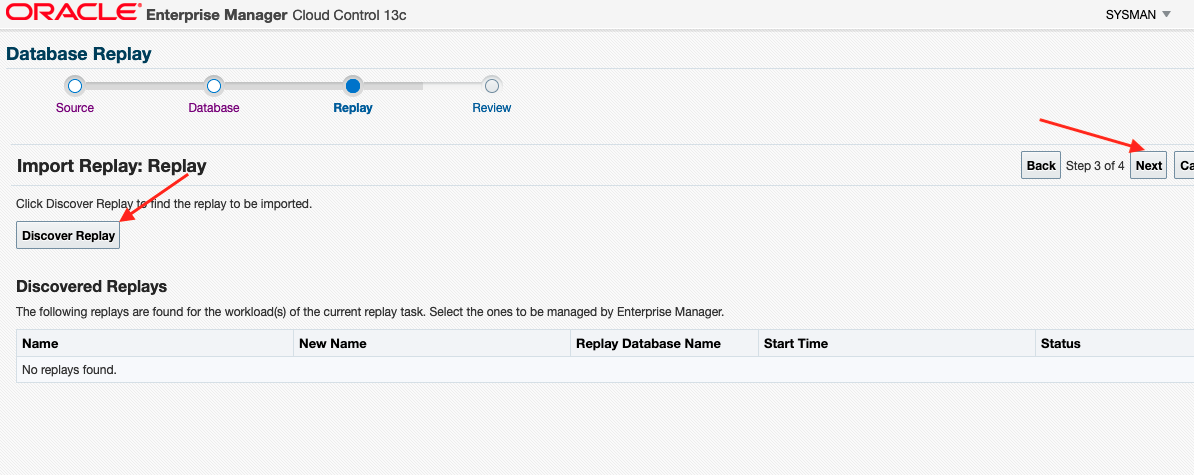 ORACLE Enterprise Manager Cloud Control 13c SYSMAN
Database Replay
Source Database Replay Review
Import Replay: Replay Back Step 3 of 4 Next Ca
Click Discover Replay to find the replay to be imported.
Discover Replay
Discovered Replays
The following replays are found for the workload(s) of the current replay task. Select the ones to be managed by Enterprise Manager.
Name New Name Replay Database Name Start Time Status
No replays found.